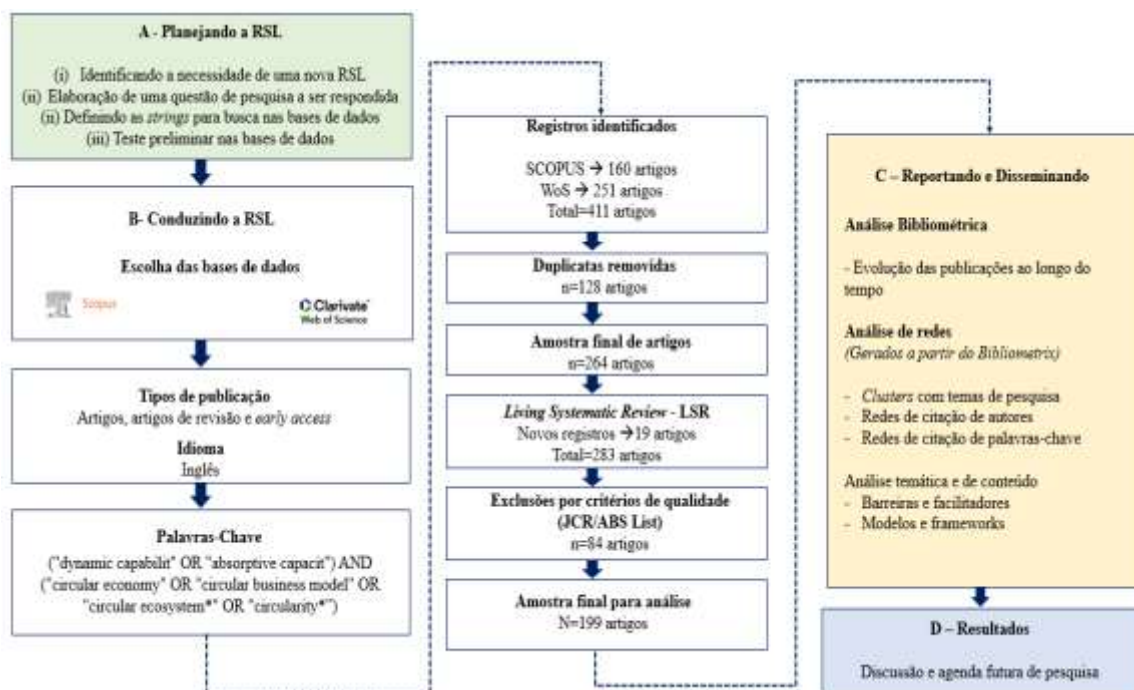 A - Planejando a RSL
(i) Identificando a necessidade de uma nova RSL
(ii) Elaboração de uma questão de pesquisa a ser respondida
(ii) Definindo as strings para busca nas bases de dados
(iii) Teste preliminar nas bases de dados
B- Conduzindo a RSL
Escolha das bases de dados
Scopus
Clarivate
Web of Science
Tipos de publicação
Artigos, artigos de revisão e early access
Idioma
Inglês
Palavras-Chave
("dynamic capabilit" OR "absorptive capacit") AND
("circular economy" OR "circular business model" OR
"circular ecosystem*" OR "circularity*")
Registros identificados
SCOPUS → 160 artigos
WoS → 251 artigos
Total=411 artigos
Duplicatas removidas
n=128 artigos
Amostra final de artigos
n=264 artigos
Living Systematic Review - LSR
Novos registros →19 artigos
Total=283 artigos
Exclusões por critérios de qualidade
(JCR/ABS List)
n=84 artigos
Amostra final para análise
N=199 artigos
C – Reportando e Disseminando
Análise Bibliométrica
- Evolução das publicações ao longo do
tempo
Análise de redes
(Gerados a partir do Bibliometrix)
- Clusters com temas de pesquisa
- Redes de citação de autores
- Redes de citação de palavras-chave
Análise temática e de conteúdo
- Barreiras e facilitadores
- Modelos e frameworks
D – Resultados
Discussão e agenda futura de pesquisa